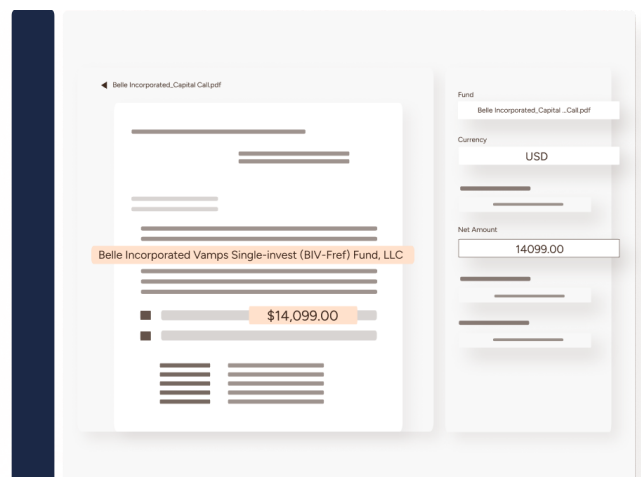 Belle Incorporated_Capital Call.pdf
Belle Incorporated Vamps Single-invest (BIV-Fref) Fund, LLC
$14,099.00
Fund
Belle Incorporated_Capital ...Call.pdf
Currency
USD
Net Amount
14099.00